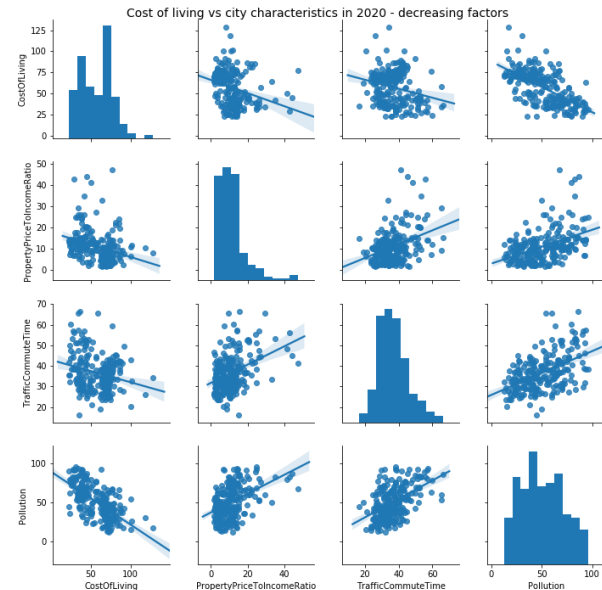 Cost of living vs city characteristics in 2020 - decreasing factors
CostOfLiving
125
100
75
50
25
0
PropertyPriceToIncomeRatio
50
40
30
20
10
0
TrafficCommuteTime
70
60
50
40
30
20
Pollution
100
50
0
50 100
CostOfLiving
0 20 40
PropertyPriceToIncomeRatio
0 20 40 60
TrafficCommuteTime
0 50 100
Pollution